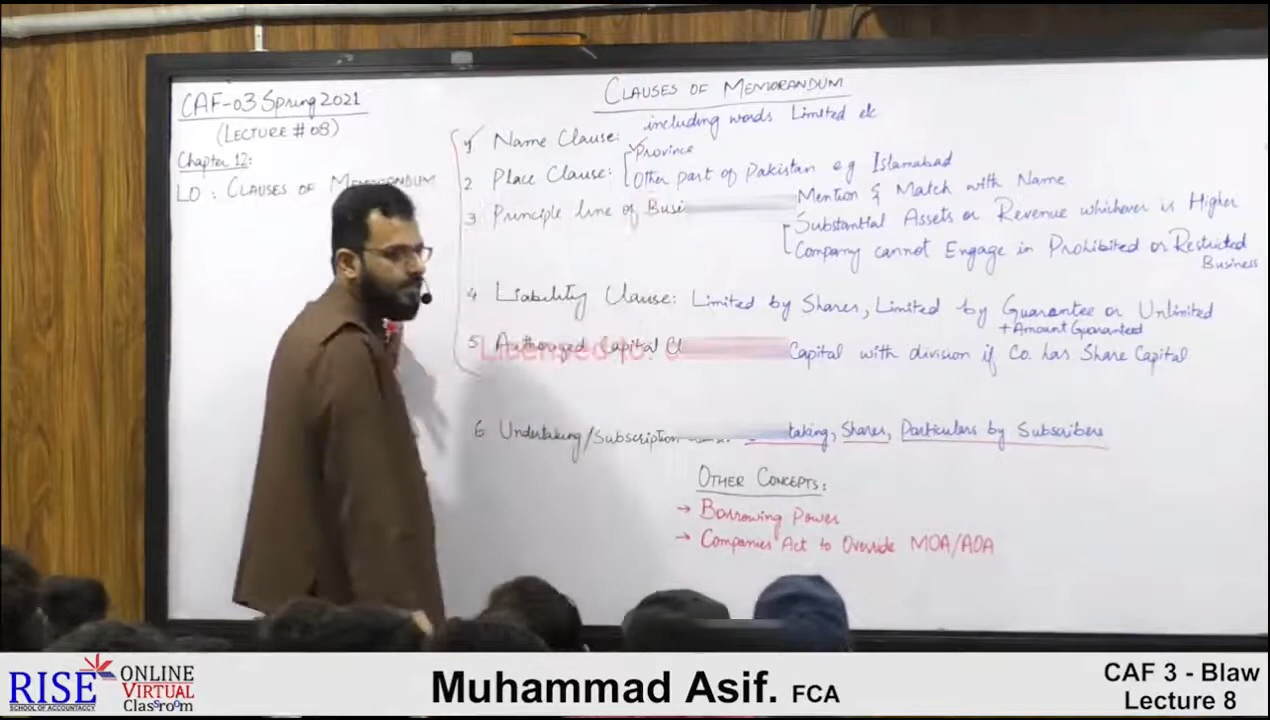 CAF-03 Spring 2021
(LECTURE # 08)
Chapter 12:
LO: CLAUSES OF MEMORANDUM
CLAUSES OF MEMORANDUM
1 Name Clause: including words Limited etc
2 Place Clause: Province
Other part of Pakistan e.g Islamabad
3 Principle line of Busi
Mention & Match with Name
Substantial Assets or Revenue whichever is Higher
Company cannot Engage in Prohibited or Restricted
Business
4 Liability Clause: Limited by Shares, Limited by Guarantee or Unlimited
+ Amount Guaranteed
5 Authorized Capital Cl Capital with division if Co. has Share Capital
Licensed to:
6 Undertaking/Subscription taking, Shares, Particulars by Subscribers
OTHER CONCEPTS:
→ Borrowing Power
→ Companies Act to Override MOA/AOA
RISE
SCHOOL OF ACCOUNTANCY
ONLINE
VIRTUAL
Classroom
Muhammad Asif. FCA
CAF 3 - Blaw
Lecture 8